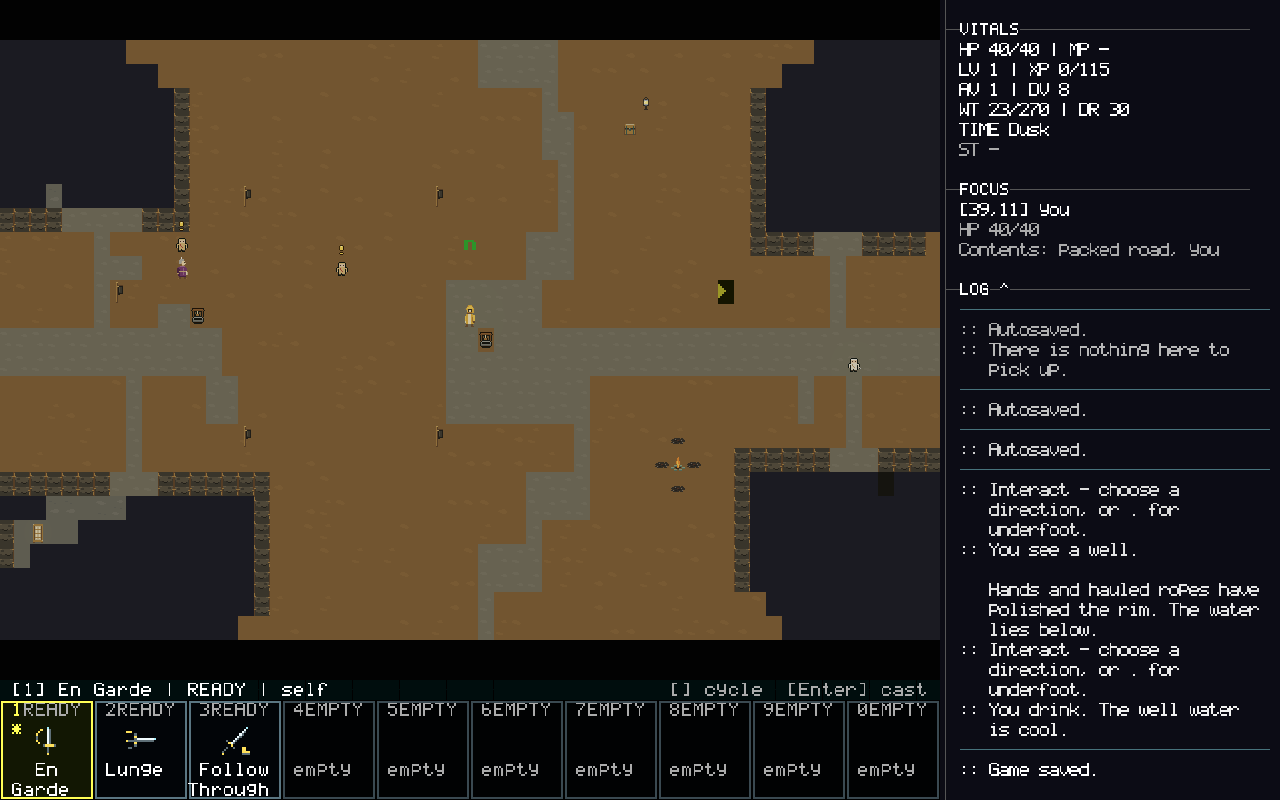 VITALS
HP 40/40 | MP -
LV 1 | XP 0/115
AV 1 | DV 8
WT 23/270 | DR 30
TIME Dusk
ST -
FOCUS
[39,11] You
HP 40/40
Contents: Packed road, You
LOG ^
:: Autosaved.
:: There is nothing here to
Pick up.
:: Autosaved.
:: Autosaved.
:: Interact - choose a
direction, or . for
underfoot.
:: You see a well.
Hands and hauled ropes have
Polished the rim. The water
lies below.
:: Interact - choose a
direction, or . for
underfoot.
:: You drink. The well water
is cool.
:: Game saved.
n
[1] En Garde | READY | self
[] cycle [Enter] cast
1READY 2READY 3READY 4EMPTY 5EMPTY 6EMPTY 7EMPTY 8EMPTY 9EMPTY 0EMPTY
*
En Lunge Follow empty empty empty empty empty empty empty
Garde Through